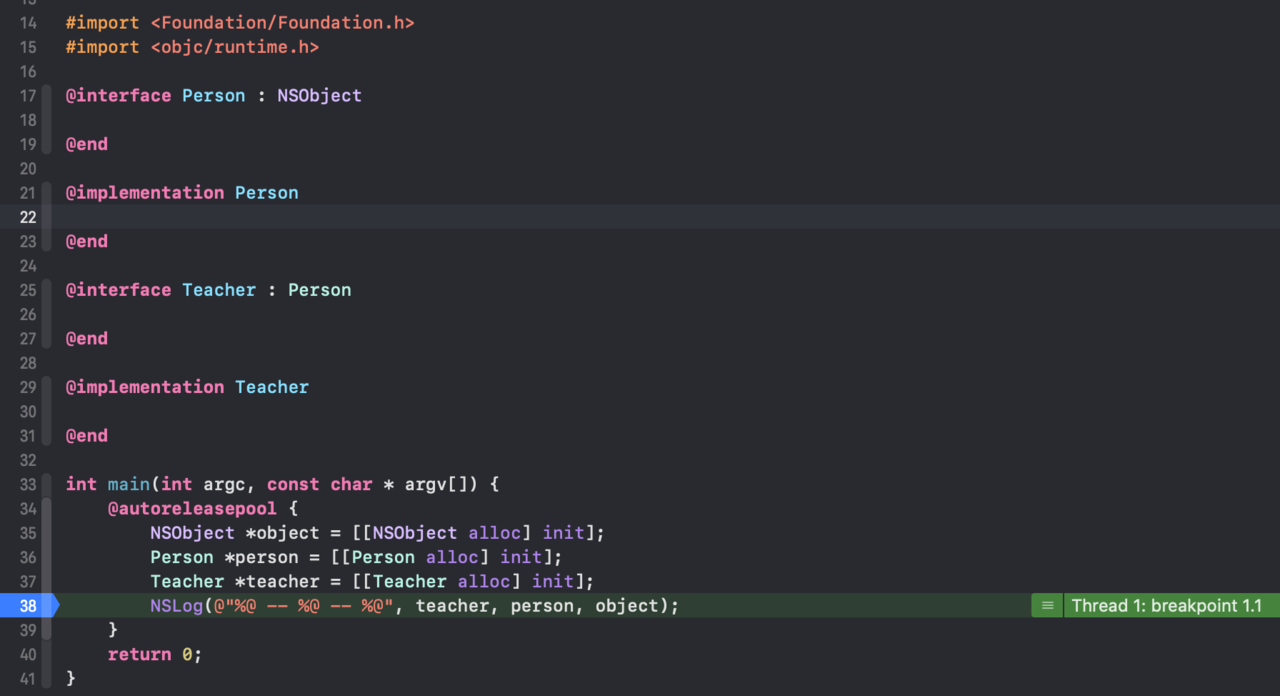 13
14 #import <Foundation/Foundation.h>
15 #import <objc/runtime.h>
16
17 @interface Person : NSObject
18
19 @end
20
21 @implementation Person
22
23 @end
24
25 @interface Teacher : Person
26
27 @end
28
29 @implementation Teacher
30
31 @end
32
33 int main(int argc, const char * argv[]) {
34     @autoreleasepool {
35         NSObject *object = [[NSObject alloc] init];
36         Person *person = [[Person alloc] init];
37         Teacher *teacher = [[Teacher alloc] init];
38         NSLog(@"%@ -- %@ -- %@", teacher, person, object); Thread 1: breakpoint 1.1
39     }
40     return 0;
41 }